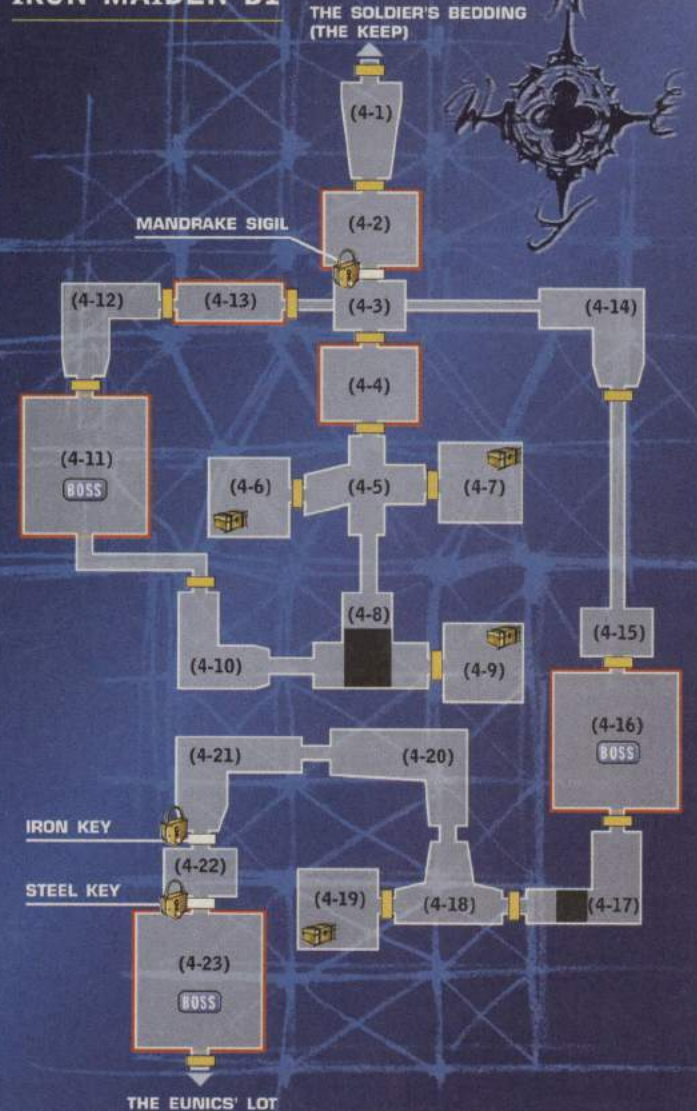 IRON MAIDEN B1
THE SOLDIER'S BEDDING
(THE KEEP)
N
W
E
(4-1)
(4-2)
MANDRAKE SIGIL
(4-12)
(4-13)
(4-3)
(4-14)
(4-4)
(4-11)
BOSS
(4-6)
(4-5)
(4-7)
(4-8)
(4-15)
(4-10)
(4-9)
(4-16)
BOSS
(4-21)
(4-20)
IRON KEY
(4-22)
STEEL KEY
(4-19)
(4-18)
(4-17)
(4-23)
BOSS
THE EUNICS' LOT